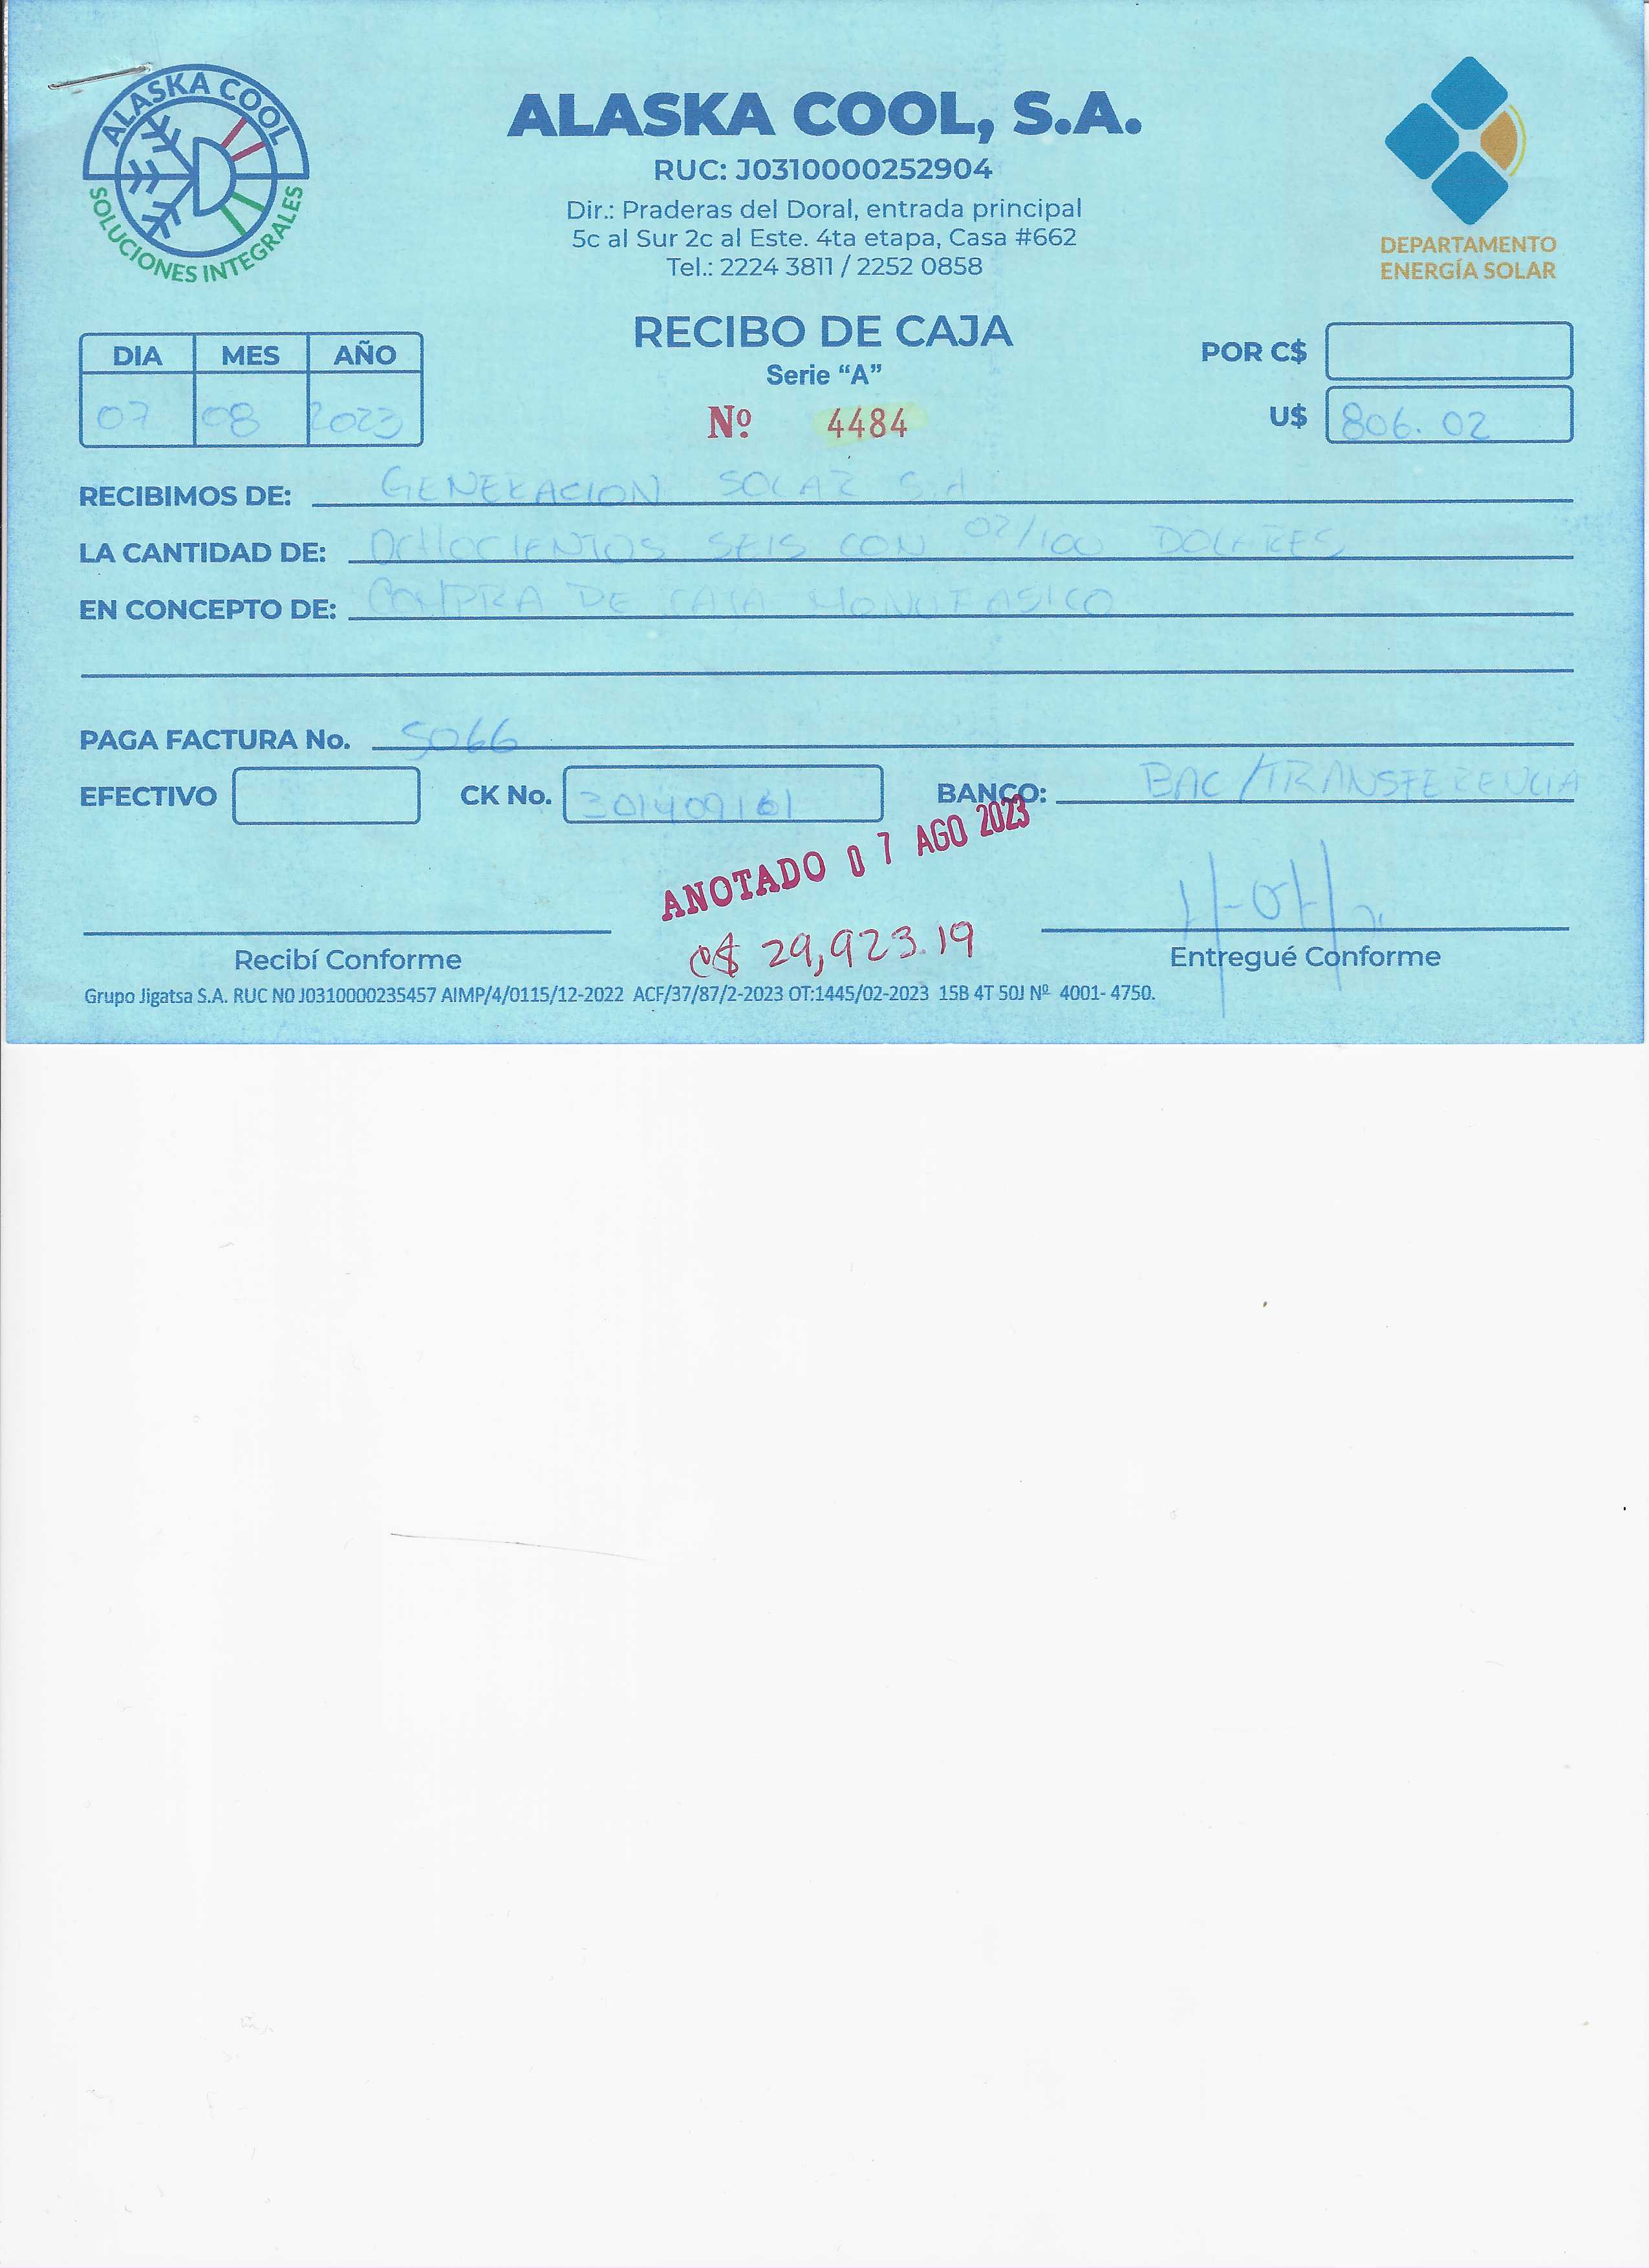 ALASKA COOL
SOLUCIONES INTEGRALES
ALASKA COOL, S.A.
RUC: J0310000252904
Dir.: Praderas del Doral, entrada principal
5c al Sur 2c al Este. 4ta etapa, Casa #662
Tel.: 2224 3811 / 2252 0858
DEPARTAMENTO
ENERGÍA SOLAR
RECIBO DE CAJA
Serie “A”
Nº 4484
DIA MES AÑO
07 08 2023
POR C$
U$ 806.02
RECIBIMOS DE: GENERACION SOLAR S.A
LA CANTIDAD DE: OCHOCIENTOS SEIS CON 02/100 DOLARES
EN CONCEPTO DE: COMPRA DE CAJA MONOFASICO
PAGA FACTURA No. 5066
EFECTIVO CK No. 301409161 BANCO: BAC/TRANSFERENCIA
ANOTADO 07 AGO 2023
C$ 29,923.19
Recibí Conforme
Entregué Conforme
Grupo Jigatsa S.A. RUC N0 J0310000235457 AIMP/4/0115/12-2022 ACF/37/87/2-2023 OT:1445/02-2023 15B 4T 50J Nº 4001- 4750.